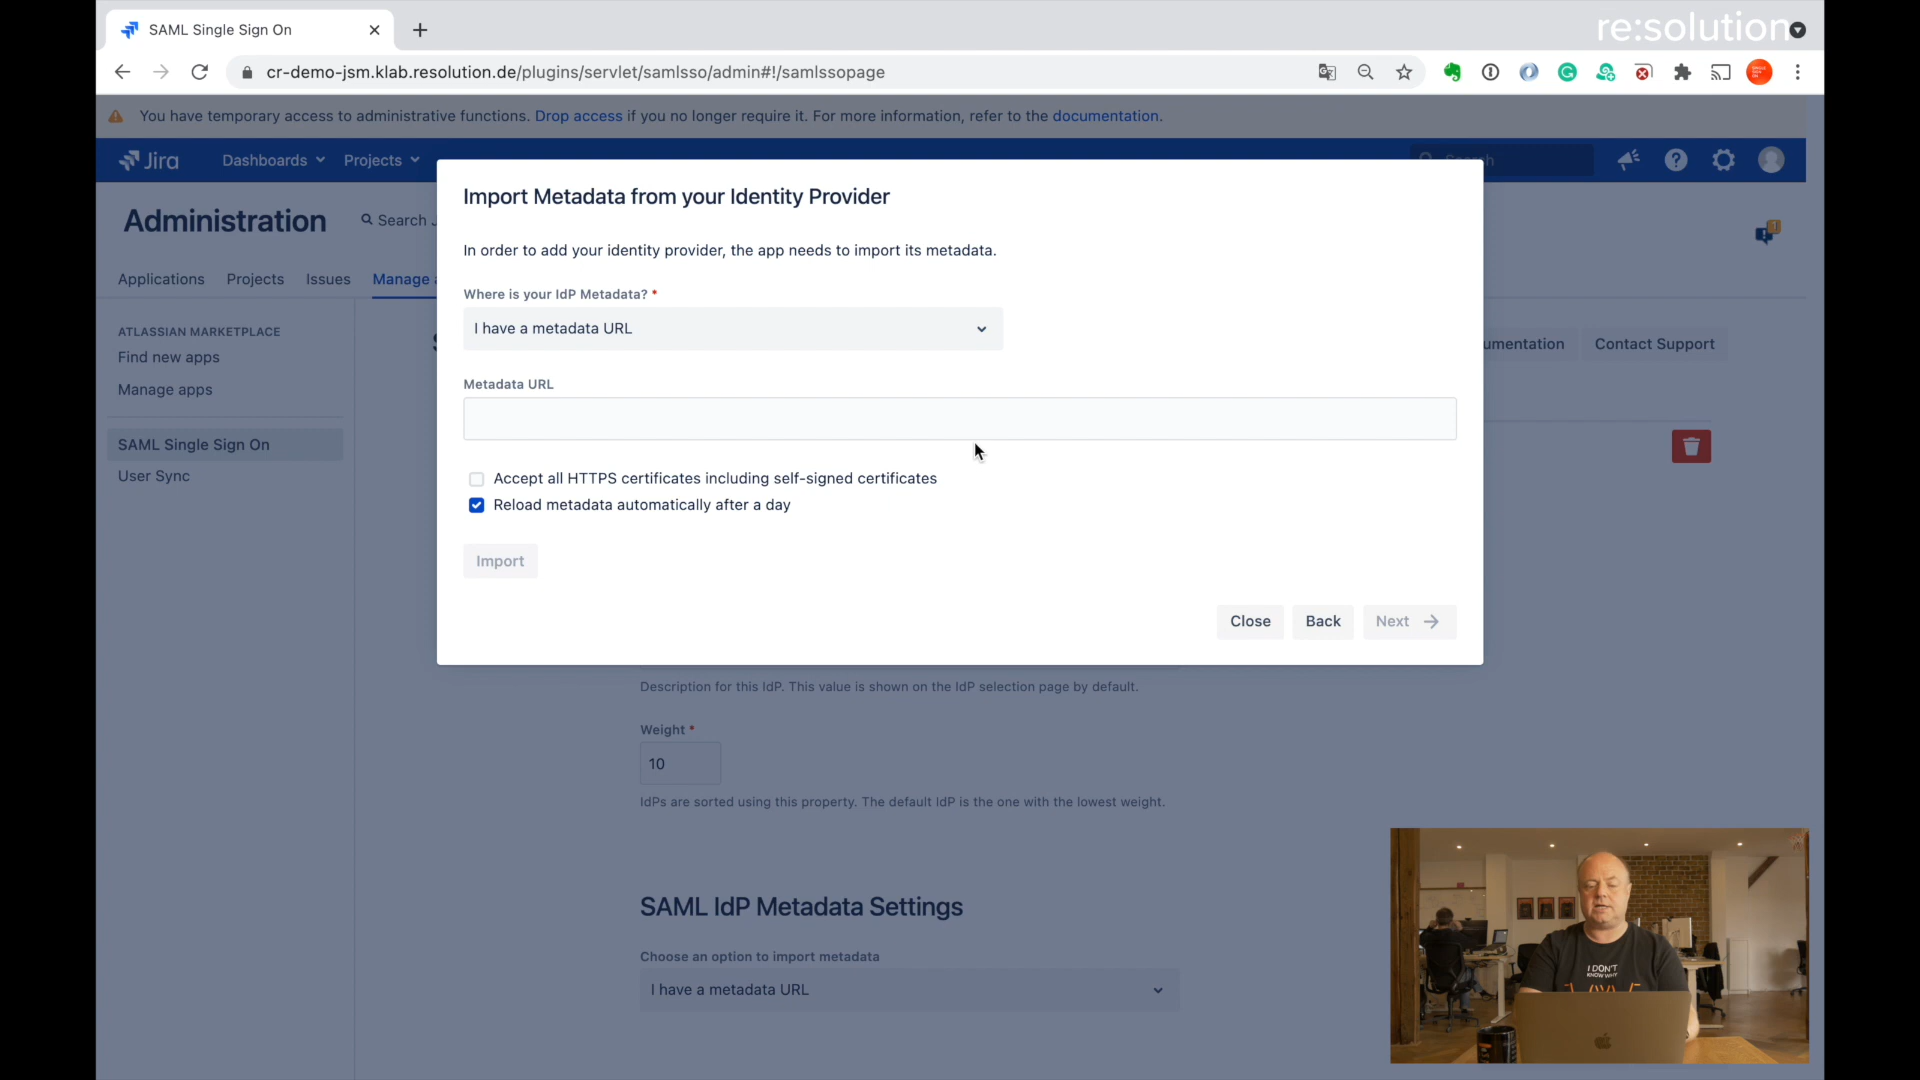 SAML Single Sign On
re:solution
cr-demo-jsm.klab.resolution.de/plugins/servlet/samlsso/admin#!/samlssopage
You have temporary access to administrative functions. Drop access if you no longer require it. For more information, refer to the documentation.
Jira
Dashboards
Projects
Administration
Applications
Projects
Issues
Manage
ATLASSIAN MARKETPLACE
Find new apps
Manage apps
SAML Single Sign On
User Sync
Import Metadata from your Identity Provider
In order to add your identity provider, the app needs to import its metadata.
Where is your IdP Metadata? *
I have a metadata URL
Metadata URL
Accept all HTTPS certificates including self-signed certificates
Reload metadata automatically after a day
Import
Close
Back
Next
Contact Support
Description for this IdP. This value is shown on the IdP selection page by default.
Weight *
10
IdPs are sorted using this property. The default IdP is the one with the lowest weight.
SAML IdP Metadata Settings
Choose an option to import metadata
I have a metadata URL
I DON'T
KNOW WHY